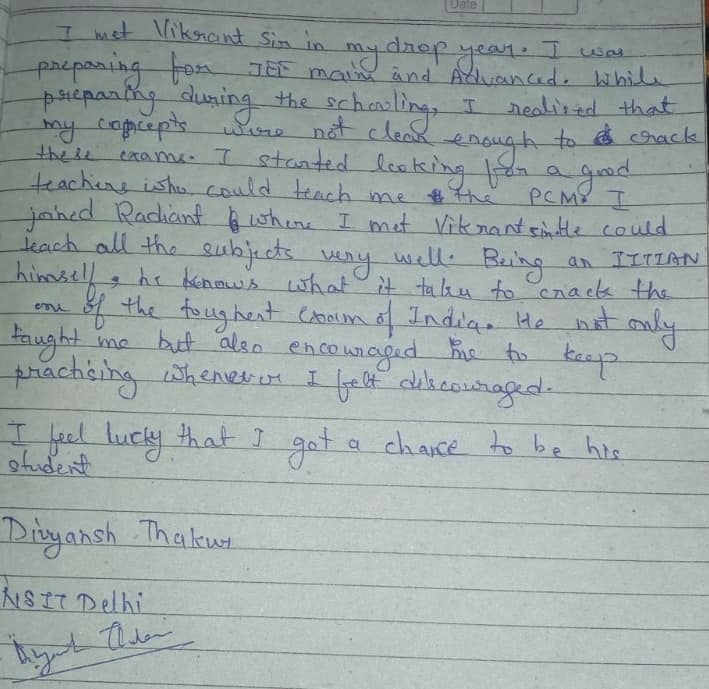 Date
I met Vikrant Sir in my drop year. I was
preparing for JEE mains and Advanced. While
preparing during the schooling, I realized that
my concepts were not clear enough to crack
these exams. I started looking for a good
teachers who could teach me the PCM. I
joined Radiant where I met Vikrant sir. He could
teach all the subjects very well. Being an IITIAN
himself, he knows what it takes to crack the
one of the toughest exam of India. He not only
taught me but also encouraged me to keep
practicing whenever I felt discouraged.
I feel lucky that I got a chance to be his
student
Divyansh Thakur
NSIT Delhi